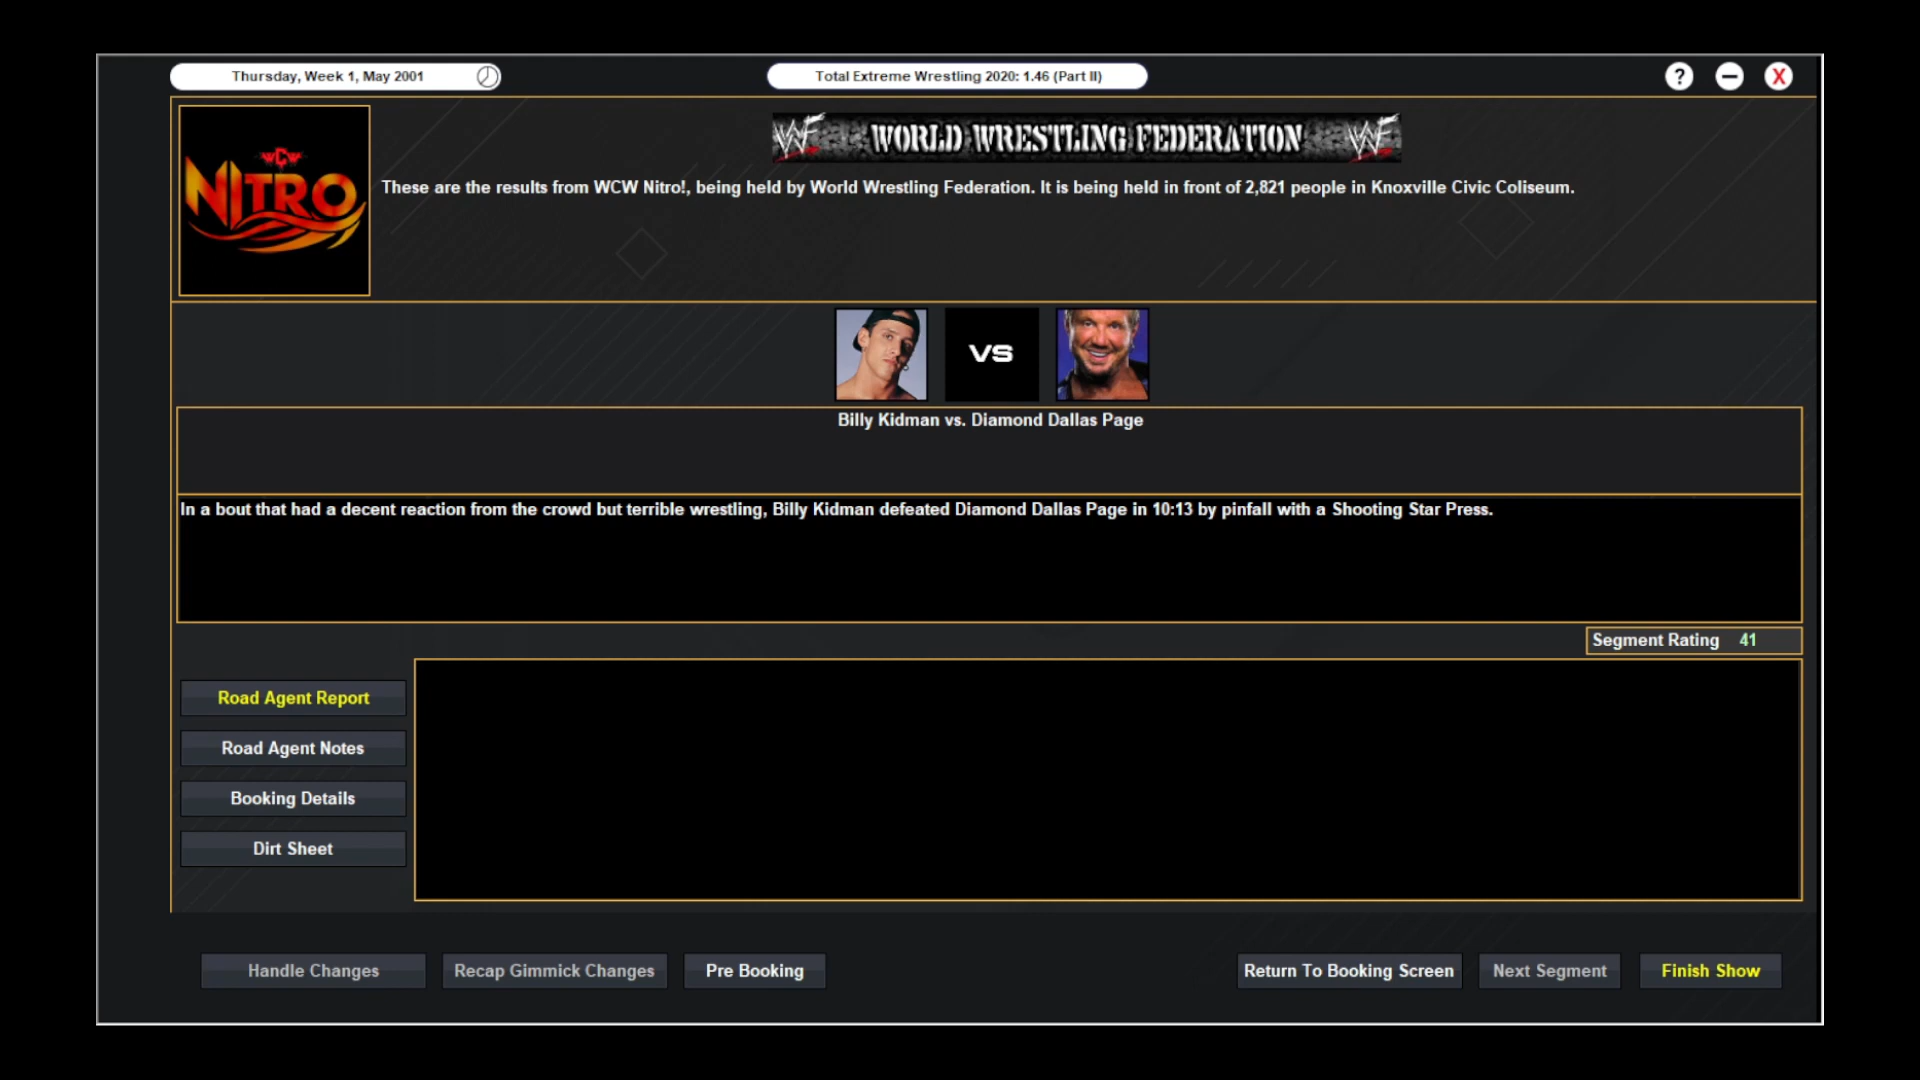 Thursday, Week 1, May 2001
Total Extreme Wrestling 2020: 1.46 (Part II)
?
X
WCW
NITRO
WF WORLD WRESTLING FEDERATION WF
These are the results from WCW Nitro!, being held by World Wrestling Federation. It is being held in front of 2,821 people in Knoxville Civic Coliseum.
VS
Billy Kidman vs. Diamond Dallas Page
In a bout that had a decent reaction from the crowd but terrible wrestling, Billy Kidman defeated Diamond Dallas Page in 10:13 by pinfall with a Shooting Star Press.
Segment Rating 41
Road Agent Report
Road Agent Notes
Booking Details
Dirt Sheet
Handle Changes
Recap Gimmick Changes
Pre Booking
Return To Booking Screen
Next Segment
Finish Show